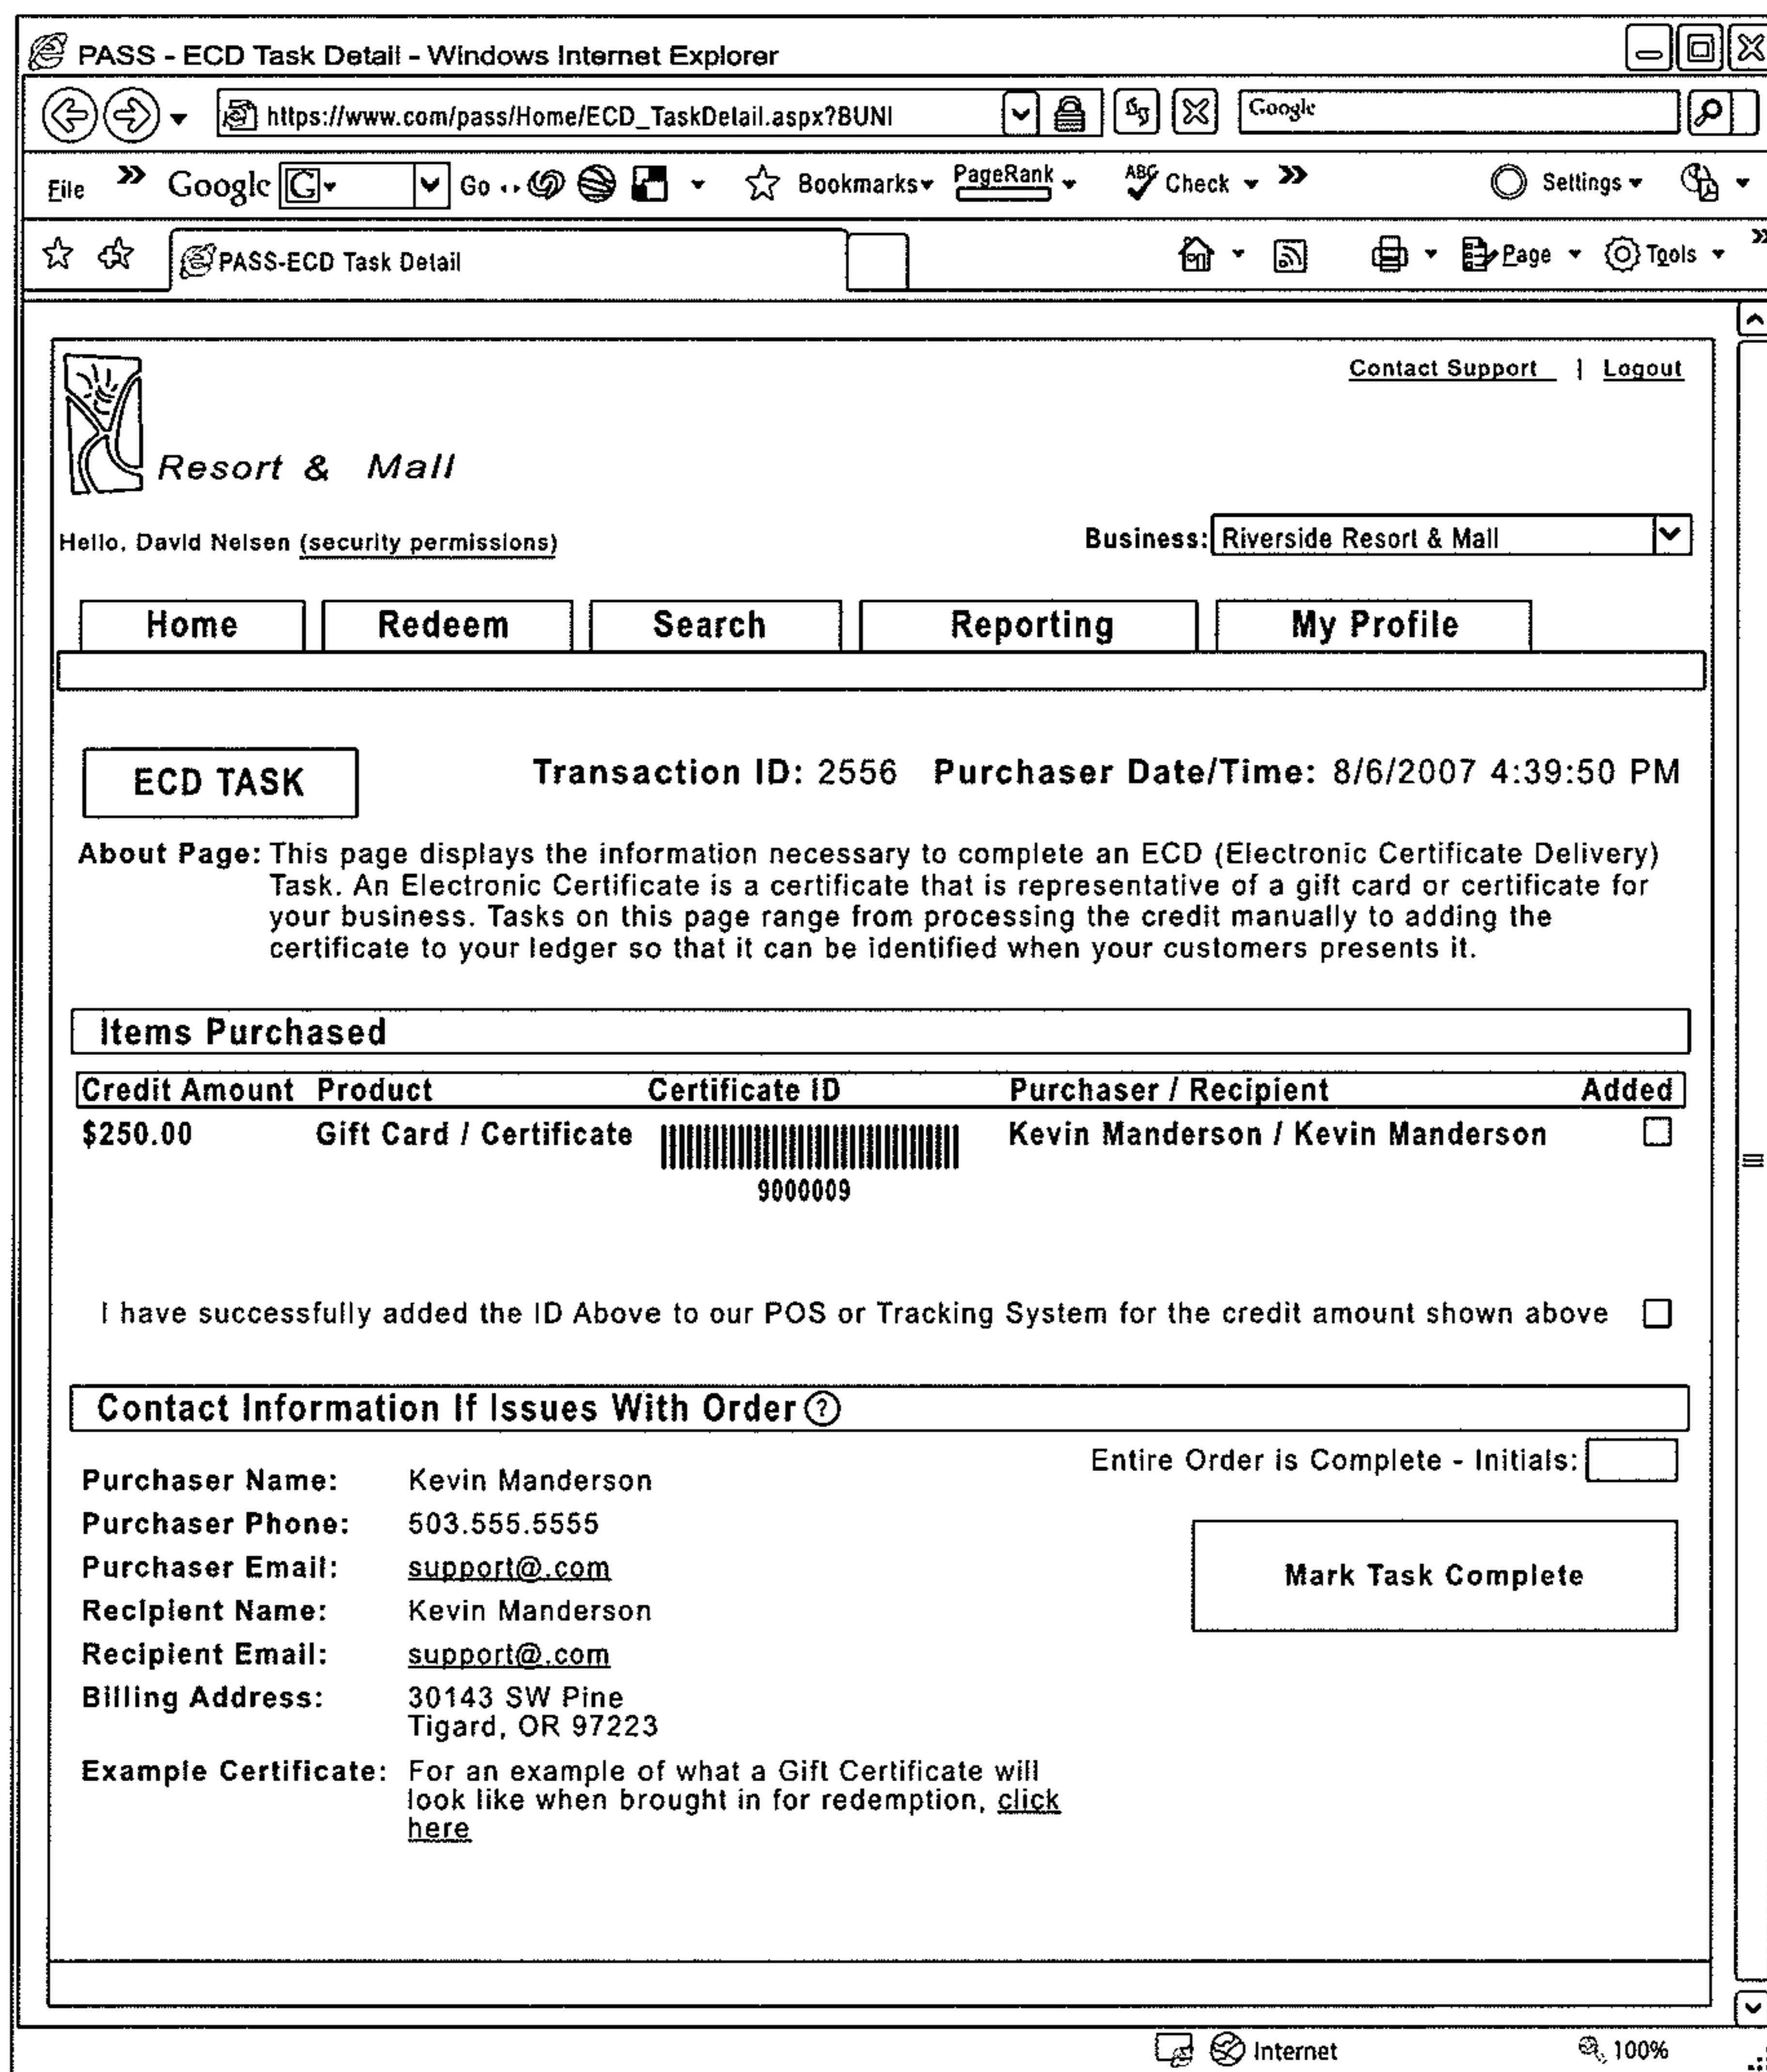 PASS - ECD Task Detail - Windows Internet Explorer
https://www.com/pass/Home/ECD_TaskDetail.aspx?BUNI Google
File » Google G Go Bookmarks PageRank ABC Check » Settings
PASS-ECD Task Detail Page Tools »
Contact Support | Logout
Resort & Mall
Hello, David Nelsen (security permissions) Business: Riverside Resort & Mall
Home Redeem Search Reporting My Profile
ECD TASK Transaction ID: 2556 Purchaser Date/Time: 8/6/2007 4:39:50 PM
About Page: This page displays the information necessary to complete an ECD (Electronic Certificate Delivery)
Task. An Electronic Certificate is a certificate that is representative of a gift card or certificate for
your business. Tasks on this page range from processing the credit manually to adding the
certificate to your ledger so that it can be identified when your customers presents it.
Items Purchased
Credit Amount Product Certificate ID Purchaser / Recipient Added
$250.00 Gift Card / Certificate Kevin Manderson / Kevin Manderson
9000009
I have successfully added the ID Above to our POS or Tracking System for the credit amount shown above
Contact Information If Issues With Order ?
Entire Order is Complete - Initials:
Purchaser Name: Kevin Manderson
Purchaser Phone: 503.555.5555
Purchaser Email: support@.com
Mark Task Complete
Recipient Name: Kevin Manderson
Recipient Email: support@.com
Billing Address: 30143 SW Pine
Tigard, OR 97223
Example Certificate: For an example of what a Gift Certificate will
look like when brought in for redemption, click
here
Internet 100%